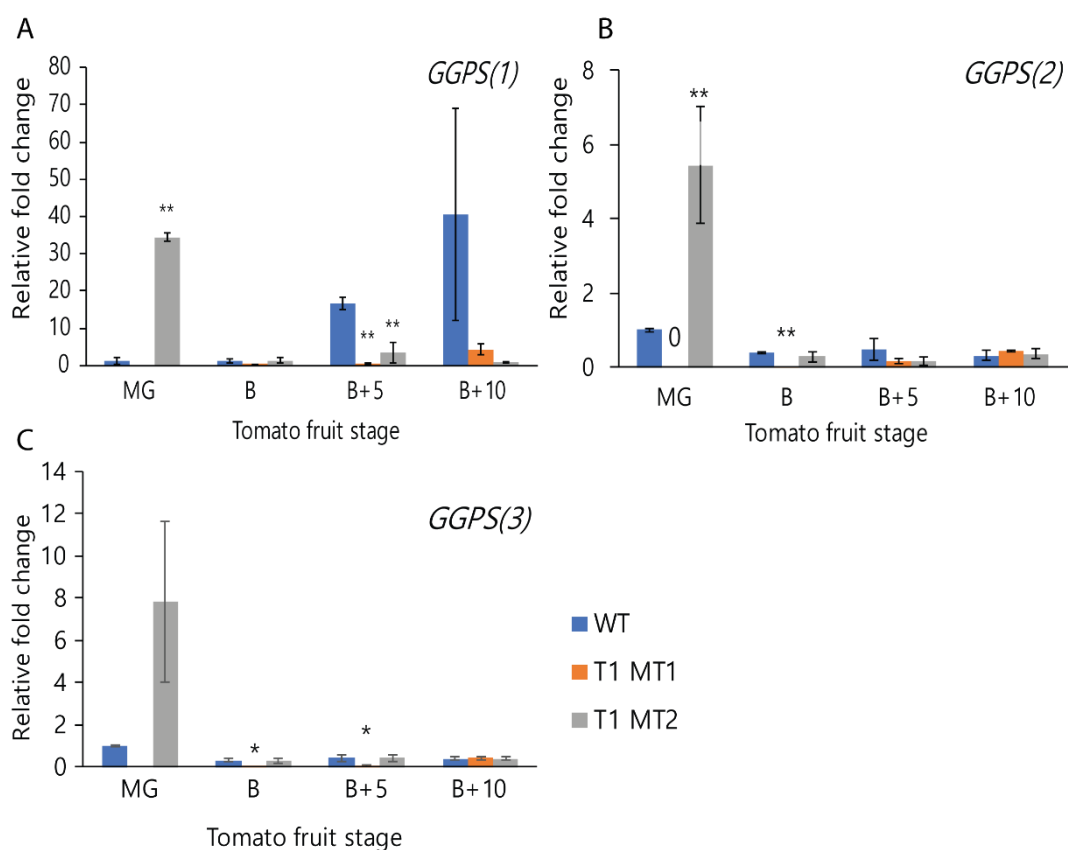 A
GGPS(1)
Relative fold change
80
70
60
50
40
30
20
10
0
**
**
**
MG
B
B+5
B+10
Tomato fruit stage
B
GGPS(2)
Relative fold change
8
6
4
2
0
0
**
**
MG
B
B+5
B+10
Tomato fruit stage
C
GGPS(3)
Relative fold change
14
12
10
8
6
4
2
0
*
*
MG
B
B+5
B+10
Tomato fruit stage
WT
T1 MT1
T1 MT2